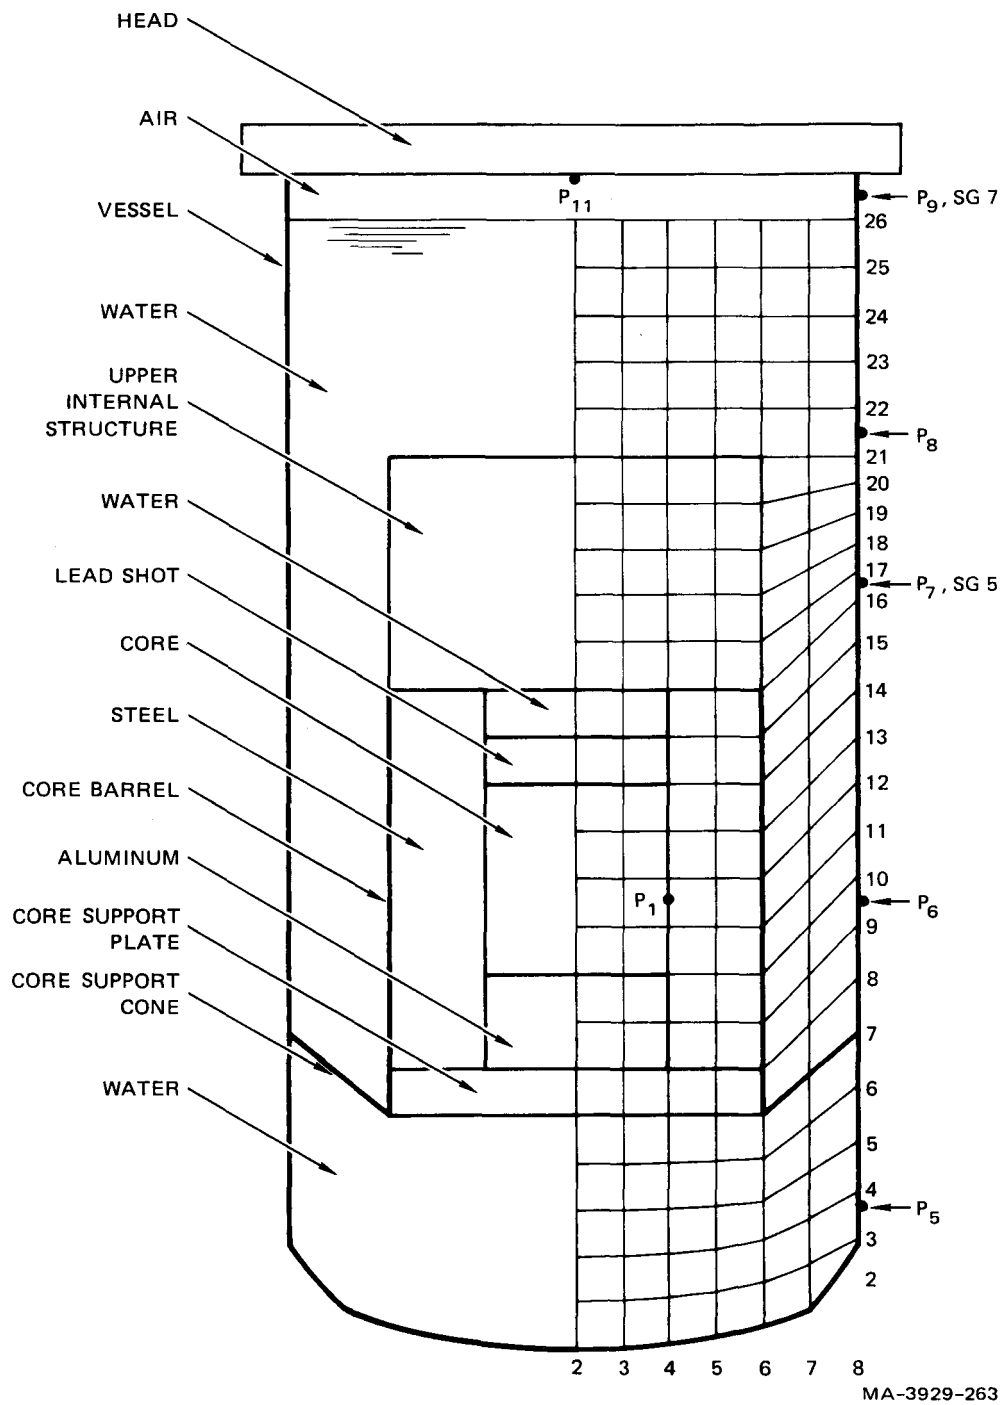 HEAD
AIR
VESSEL
WATER
UPPER
INTERNAL
STRUCTURE
WATER
LEAD SHOT
CORE
STEEL
CORE BARREL
ALUMINUM
CORE SUPPORT
PLATE
CORE SUPPORT
CONE
WATER
P11
P1
P9, SG 7
26
25
24
23
22
P8
21
20
19
18
17
P7, SG 5
16
15
14
13
12
11
10
P6
9
8
7
6
5
4
P5
3
2
2 3 4 5 6 7 8
MA-3929-263